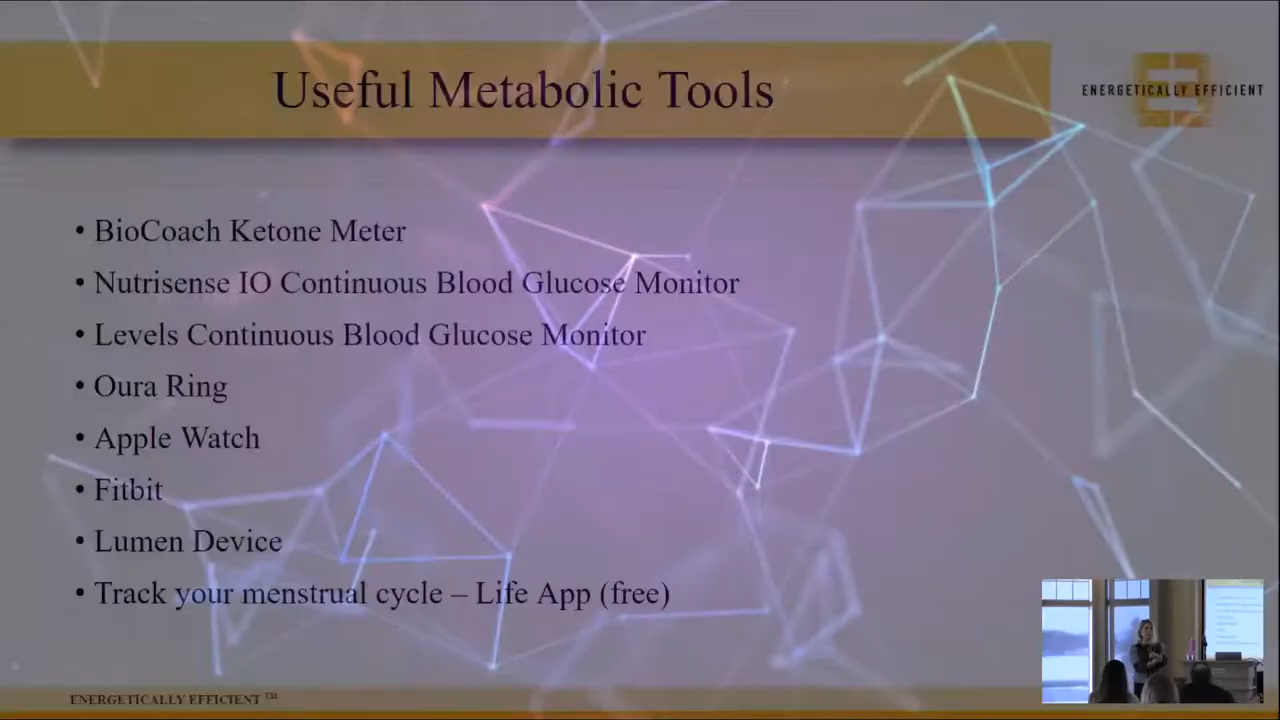 Useful Metabolic Tools
ENERGETICALLY EFFICIENT
• BioCoach Ketone Meter
• Nutrisense IO Continuous Blood Glucose Monitor
• Levels Continuous Blood Glucose Monitor
• Oura Ring
• Apple Watch
• Fitbit
• Lumen Device
• Track your menstrual cycle – Life App (free)
ENERGETICALLY EFFICIENT ™